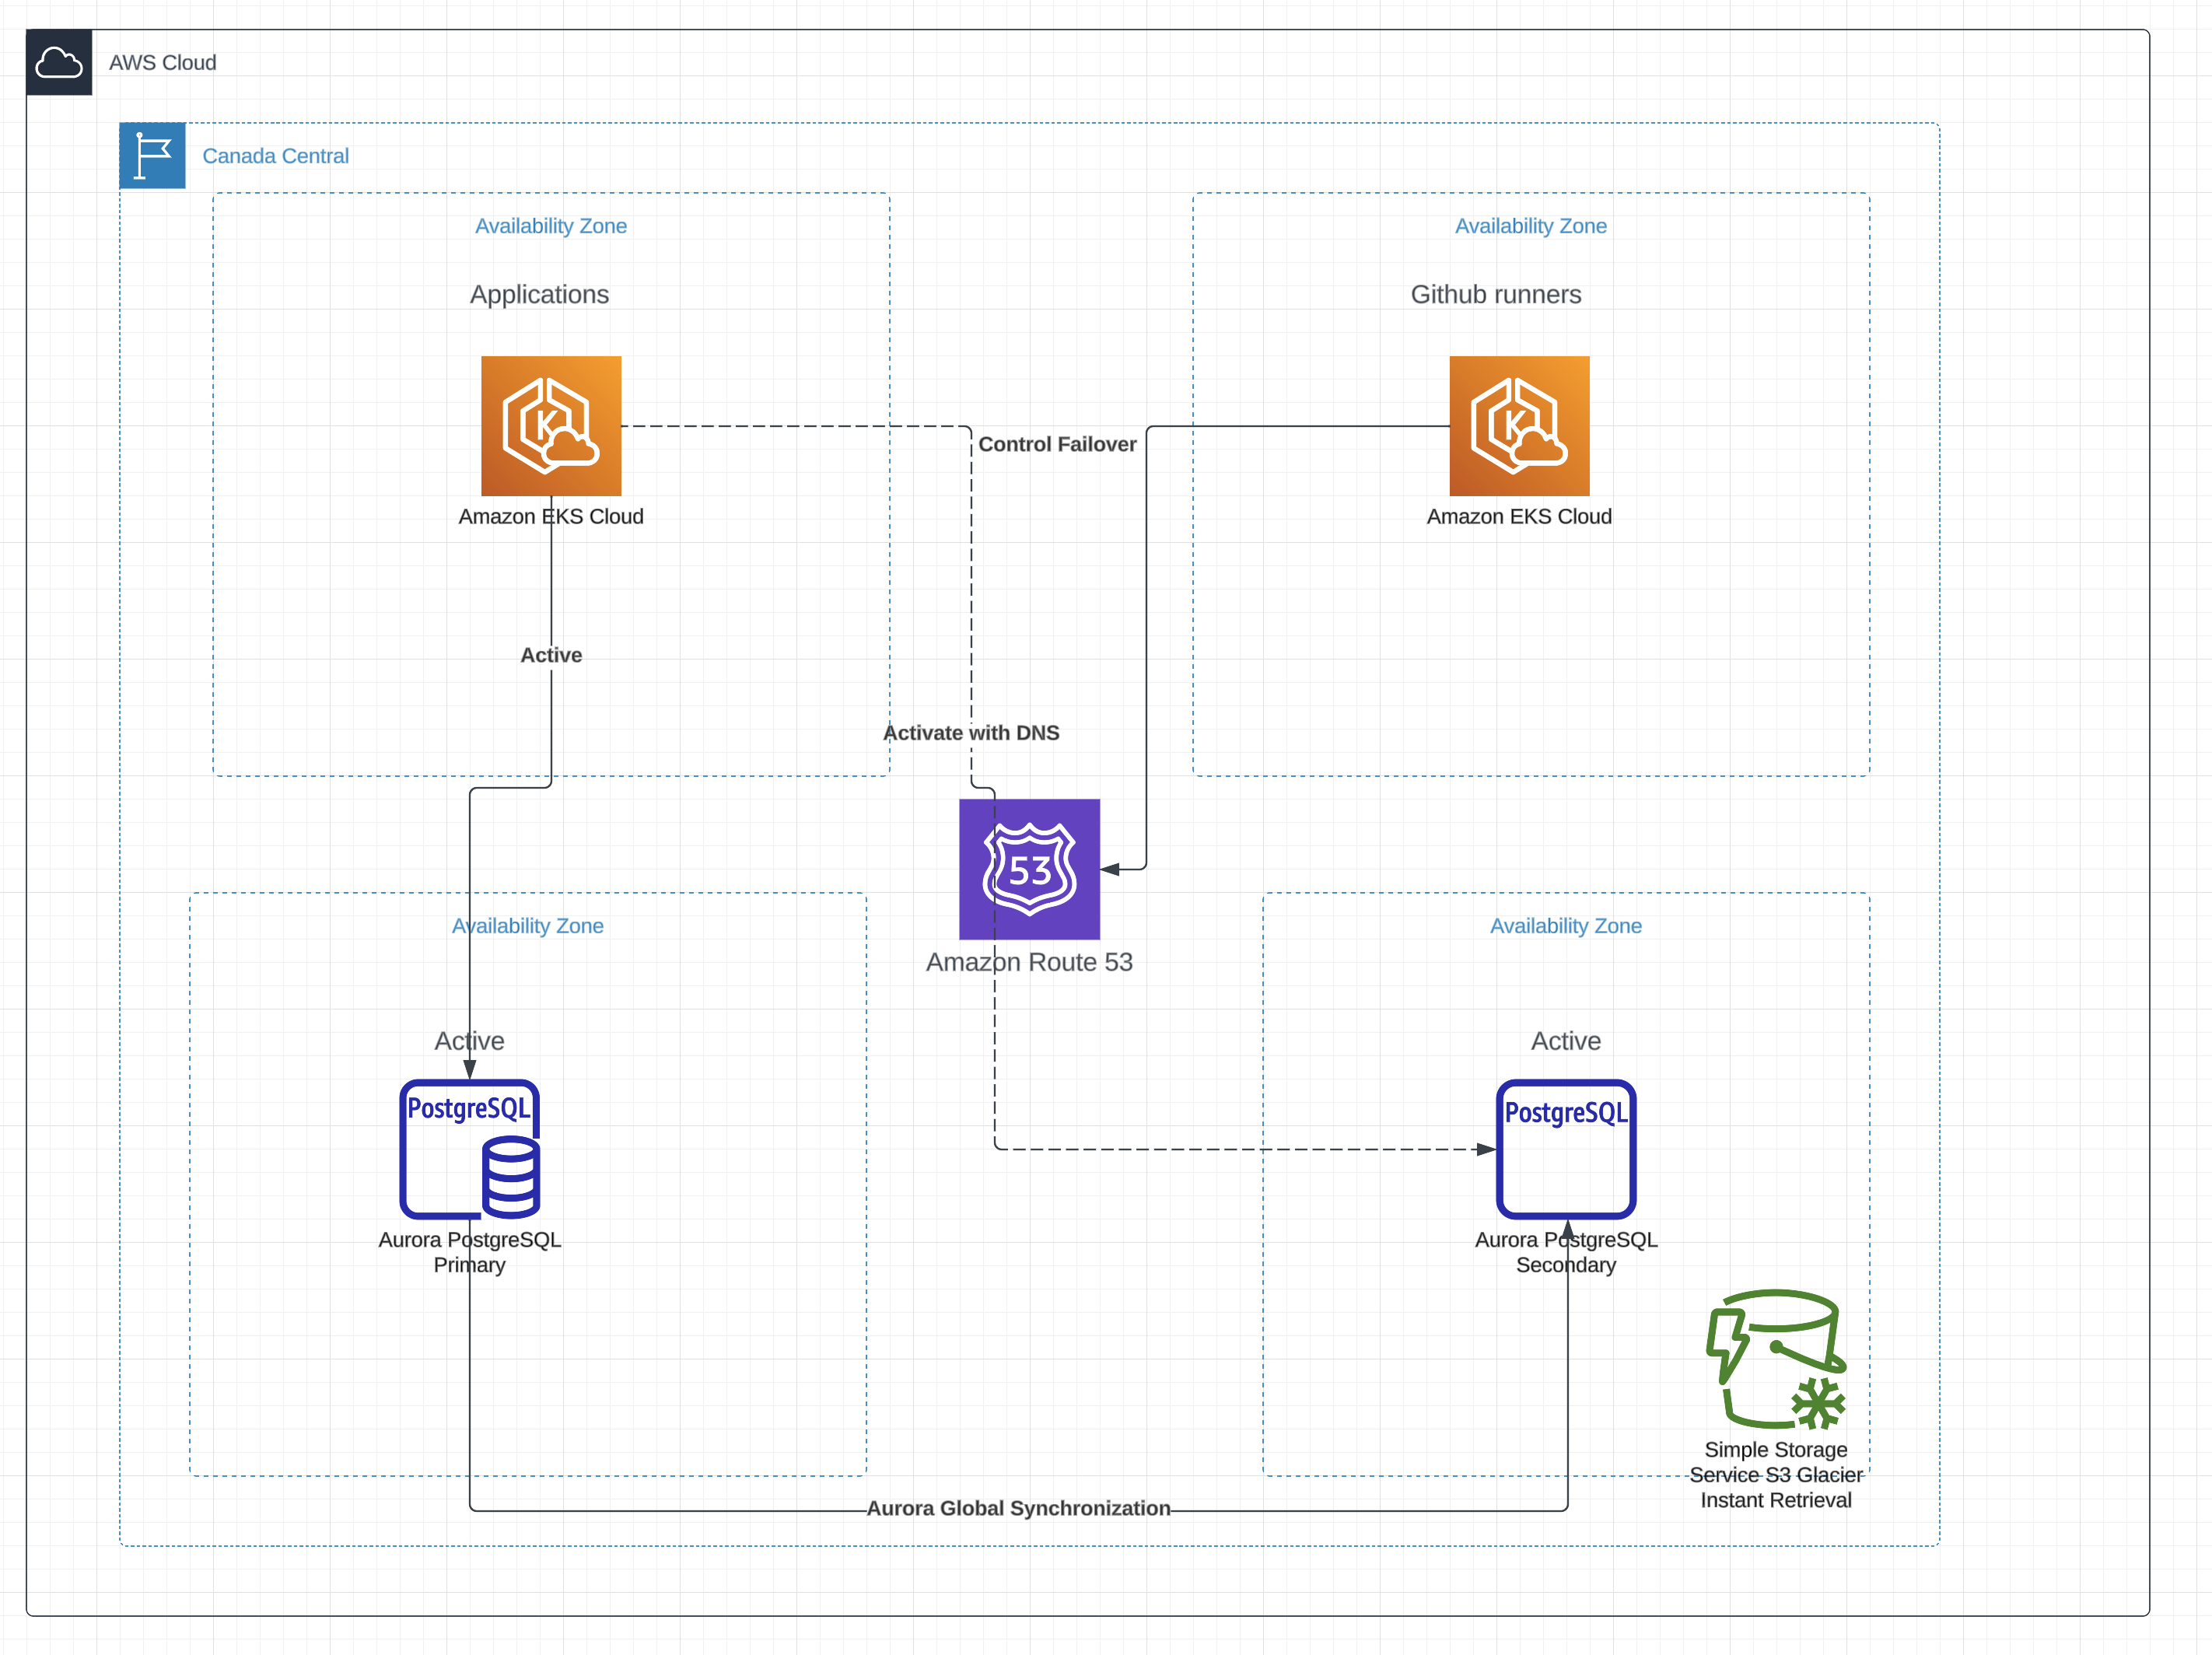 AWS Cloud
Canada Central
Availability Zone
Availability Zone
Applications
Github runners
K
K
Control Failover
Amazon EKS Cloud
Amazon EKS Cloud
Active
Activate with DNS
53
Availability Zone
Availability Zone
Amazon Route 53
Active
Active
PostgreSQL
PostgreSQL
Aurora PostgreSQL
Primary
Aurora PostgreSQL
Secondary
Simple Storage
Service S3 Glacier
Instant Retrieval
Aurora Global Synchronization